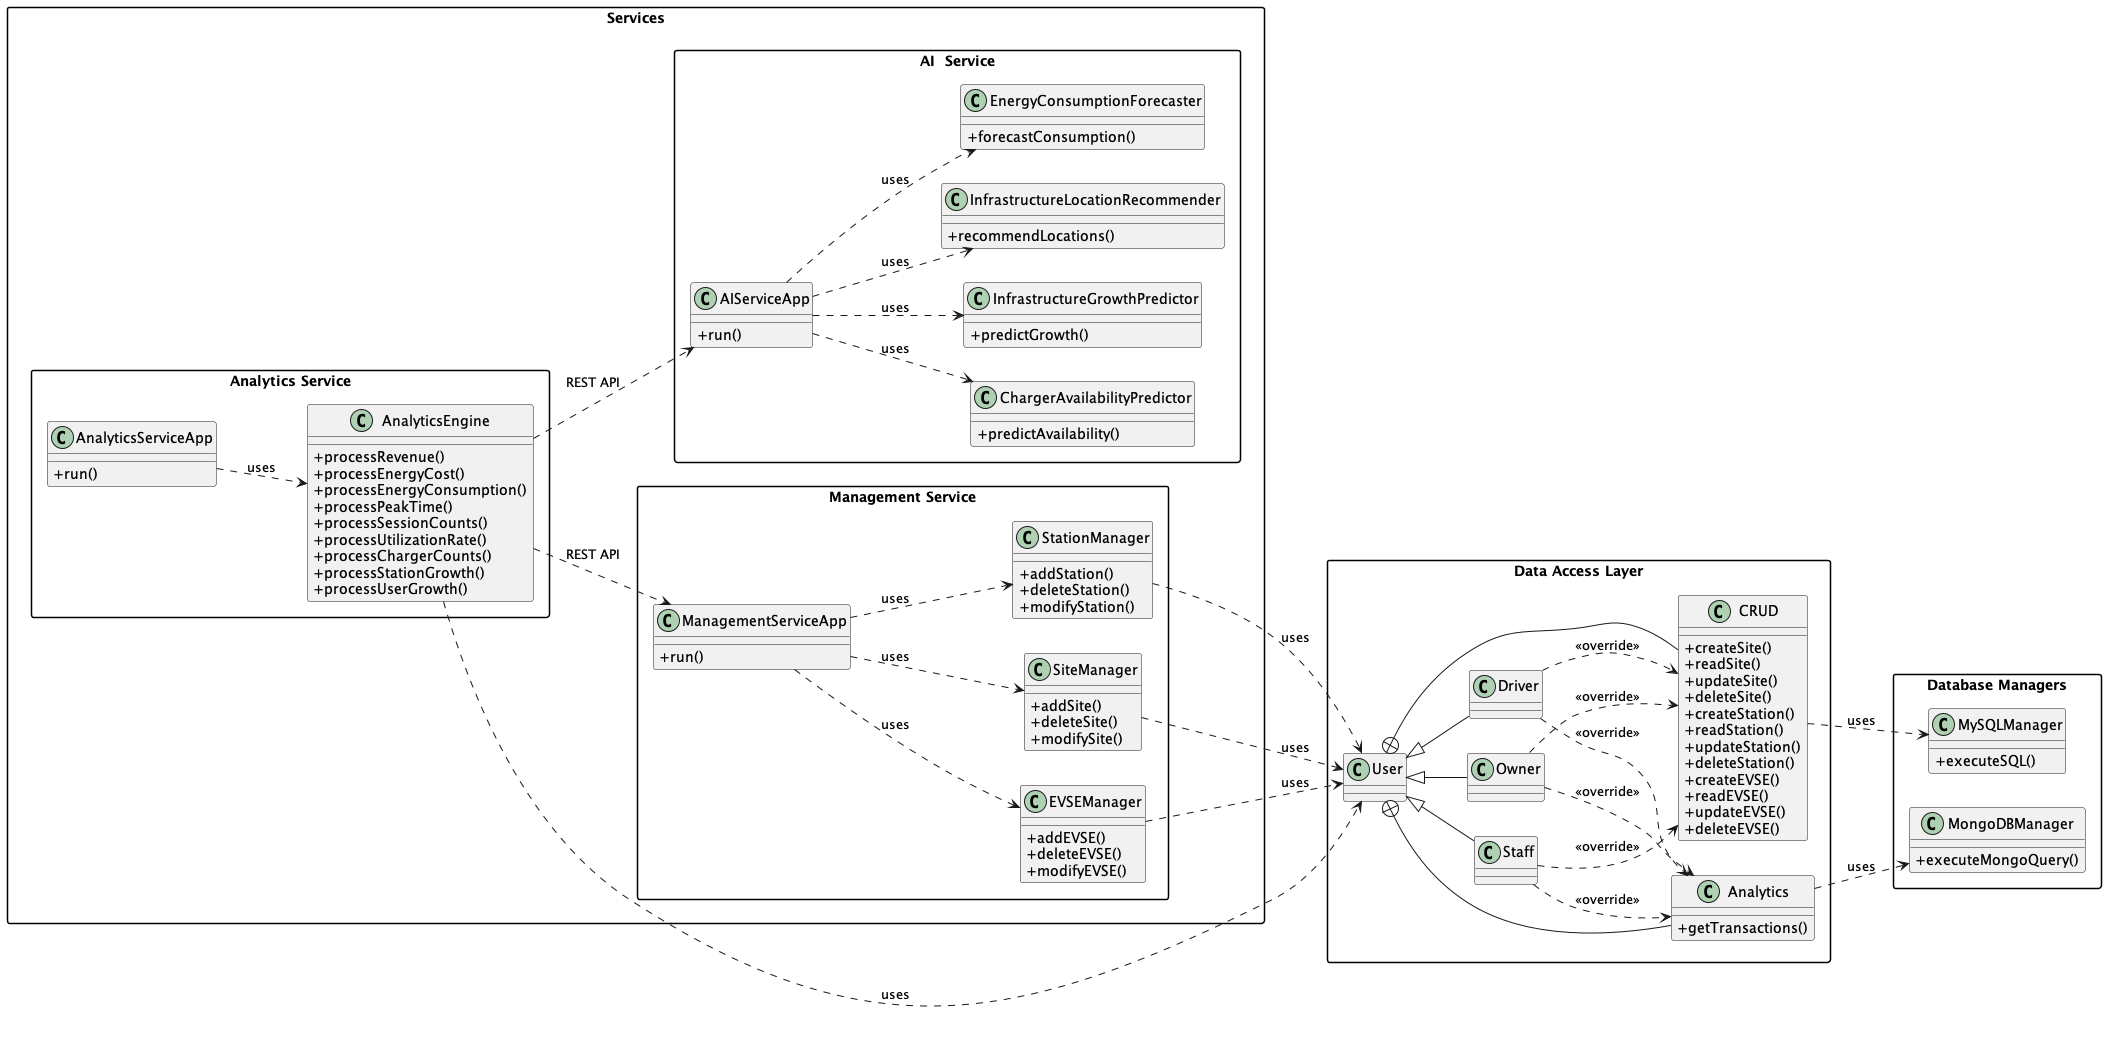 Services
AI  Service
C EnergyConsumptionForecaster
+forecastConsumption()
uses
C InfrastructureLocationRecommender
+recommendLocations()
uses
C AIServiceApp
+run()
uses
C InfrastructureGrowthPredictor
+predictGrowth()
uses
C ChargerAvailabilityPredictor
+predictAvailability()
REST API
Analytics Service
C AnalyticsServiceApp
+run()
uses
C AnalyticsEngine
+processRevenue()
+processEnergyCost()
+processEnergyConsumption()
+processPeakTime()
+processSessionCounts()
+processUtilizationRate()
+processChargerCounts()
+processStationGrowth()
+processUserGrowth()
REST API
Management Service
C StationManager
+addStation()
+deleteStation()
+modifyStation()
uses
C ManagementServiceApp
+run()
uses
C SiteManager
+addSite()
+deleteSite()
+modifySite()
uses
C EVSEManager
+addEVSE()
+deleteEVSE()
+modifyEVSE()
uses
uses
uses
uses
Data Access Layer
C CRUD
+createSite()
+readSite()
+updateSite()
+deleteSite()
+createStation()
+readStation()
+updateStation()
+deleteStation()
+createEVSE()
+readEVSE()
+updateEVSE()
+deleteEVSE()
«override»
C Driver
«override»
«override»
C User
C Owner
«override»
C Staff
«override»
«override»
C Analytics
+getTransactions()
uses
uses
Database Managers
C MySQLManager
+executeSQL()
C MongoDBManager
+executeMongoQuery()